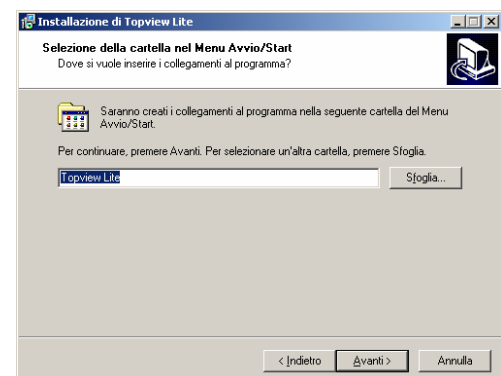 Installazione di Topview Lite
Selezione della cartella nel Menu Avvio/Start
Dove si vuole inserire i collegamenti al programma?
Saranno creati i collegamenti al programma nella seguente cartella del Menu
Avvio/Start.
Per continuare, premere Avanti. Per selezionare un'altra cartella, premere Sfoglia.
Topview Lite
Sfoglia...
< Indietro
Avanti >
Annulla